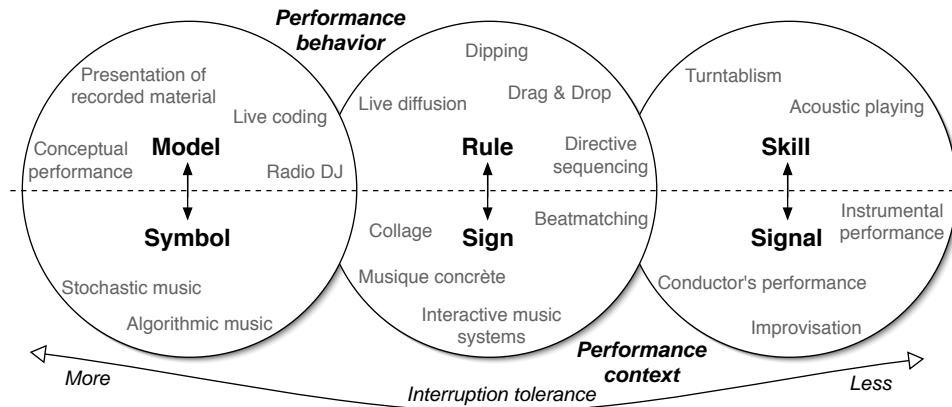 Performance
behavior
Presentation of
recorded material
Live coding
Conceptual
performance
Model
Radio DJ
Symbol
Stochastic music
Algorithmic music
Dipping
Live diffusion
Drag & Drop
Rule
Directive
sequencing
Sign
Collage
Beatmatching
Musique concrète
Interactive music
systems
Turntablism
Acoustic playing
Skill
Signal
Instrumental
performance
Conductor's performance
Improvisation
Performance
context
More
Interruption tolerance
Less